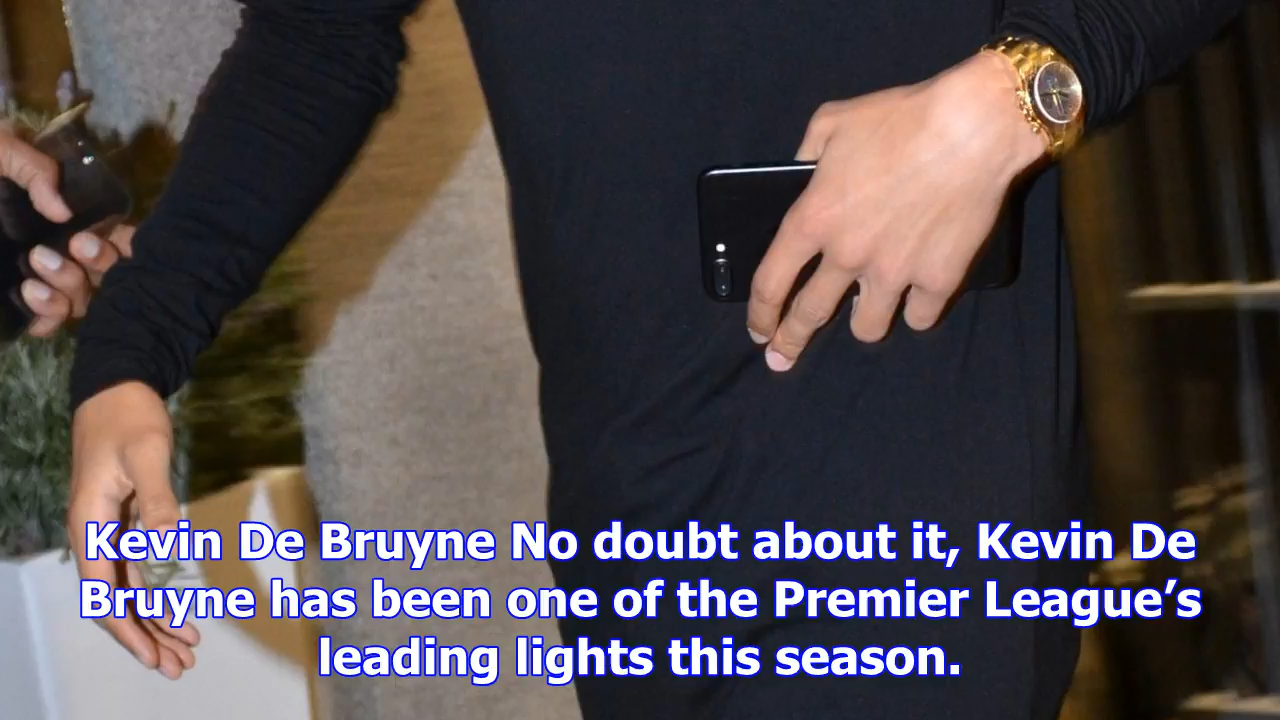 Kevin De Bruyne No doubt about it, Kevin De
Bruyne has been one of the Premier League’s
leading lights this season.